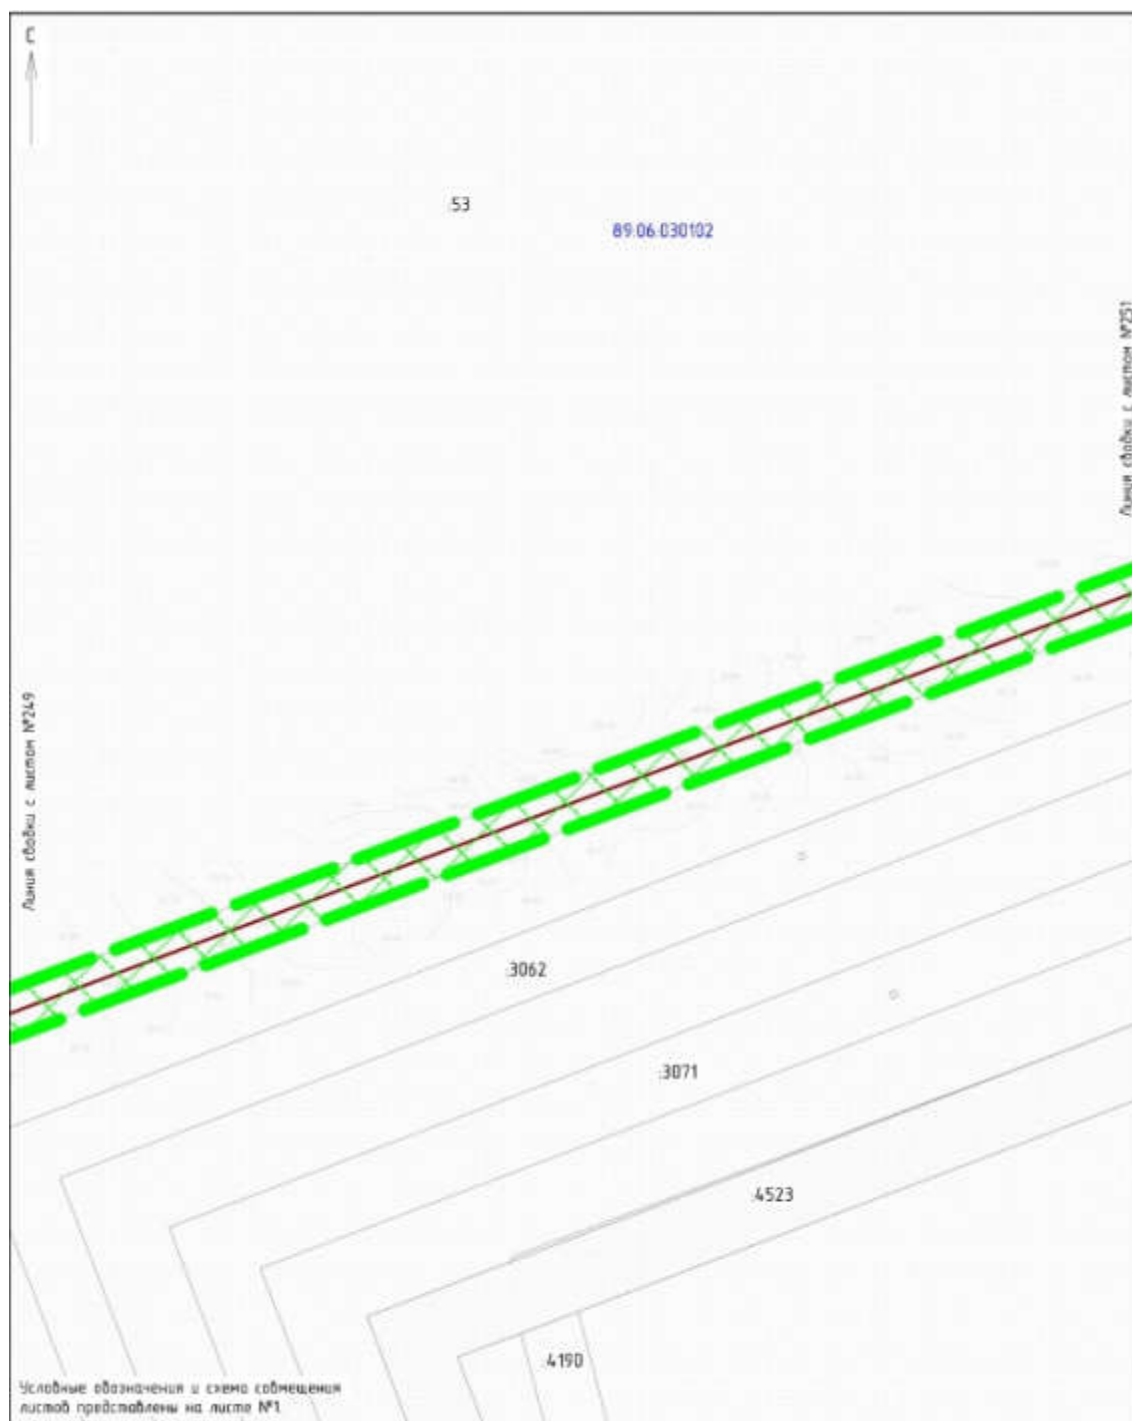 С
:53
89:06:030102
Линия сводки с листом №251
Линия сводки с листом №249
:3062
:3071
:4523
:4190
Условные обозначения и схема совмещения
листов представлены на листе №1